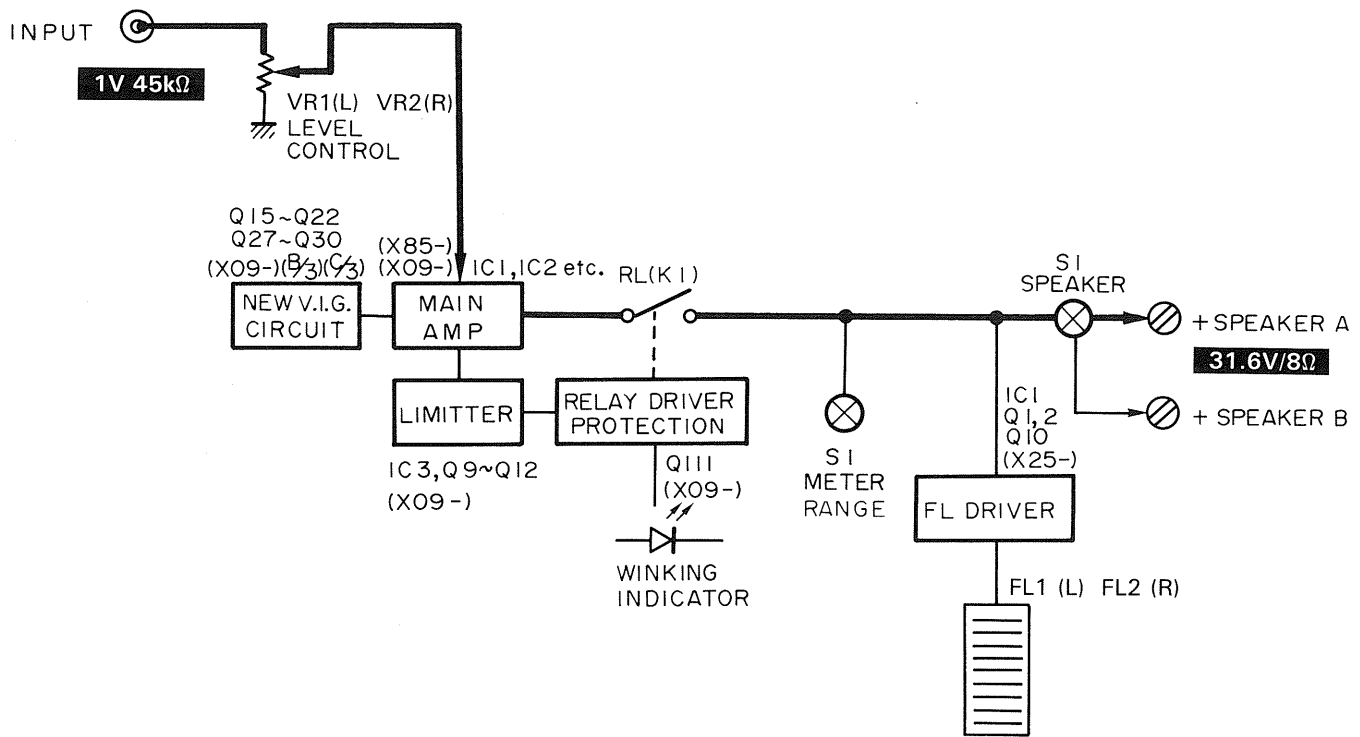 INPUT
1V 45kΩ
VR1(L) VR2(R)
LEVEL
CONTROL
Q15~Q22
Q27~Q30
(X09-)(B/3)(C/3)
(X85-)
(X09-)
IC1, IC2 etc.
RL(K1)
NEW V.I.G.
CIRCUIT
MAIN
AMP
S1
SPEAKER
+ SPEAKER A
31.6V/8Ω
+ SPEAKER B
LIMITTER
RELAY DRIVER
PROTECTION
IC3, Q9~Q12
(X09-)
Q111
(X09-)
WINKING
INDICATOR
S1
METER
RANGE
IC1
Q1, 2
Q10
(X25-)
FL DRIVER
FL1 (L) FL2 (R)